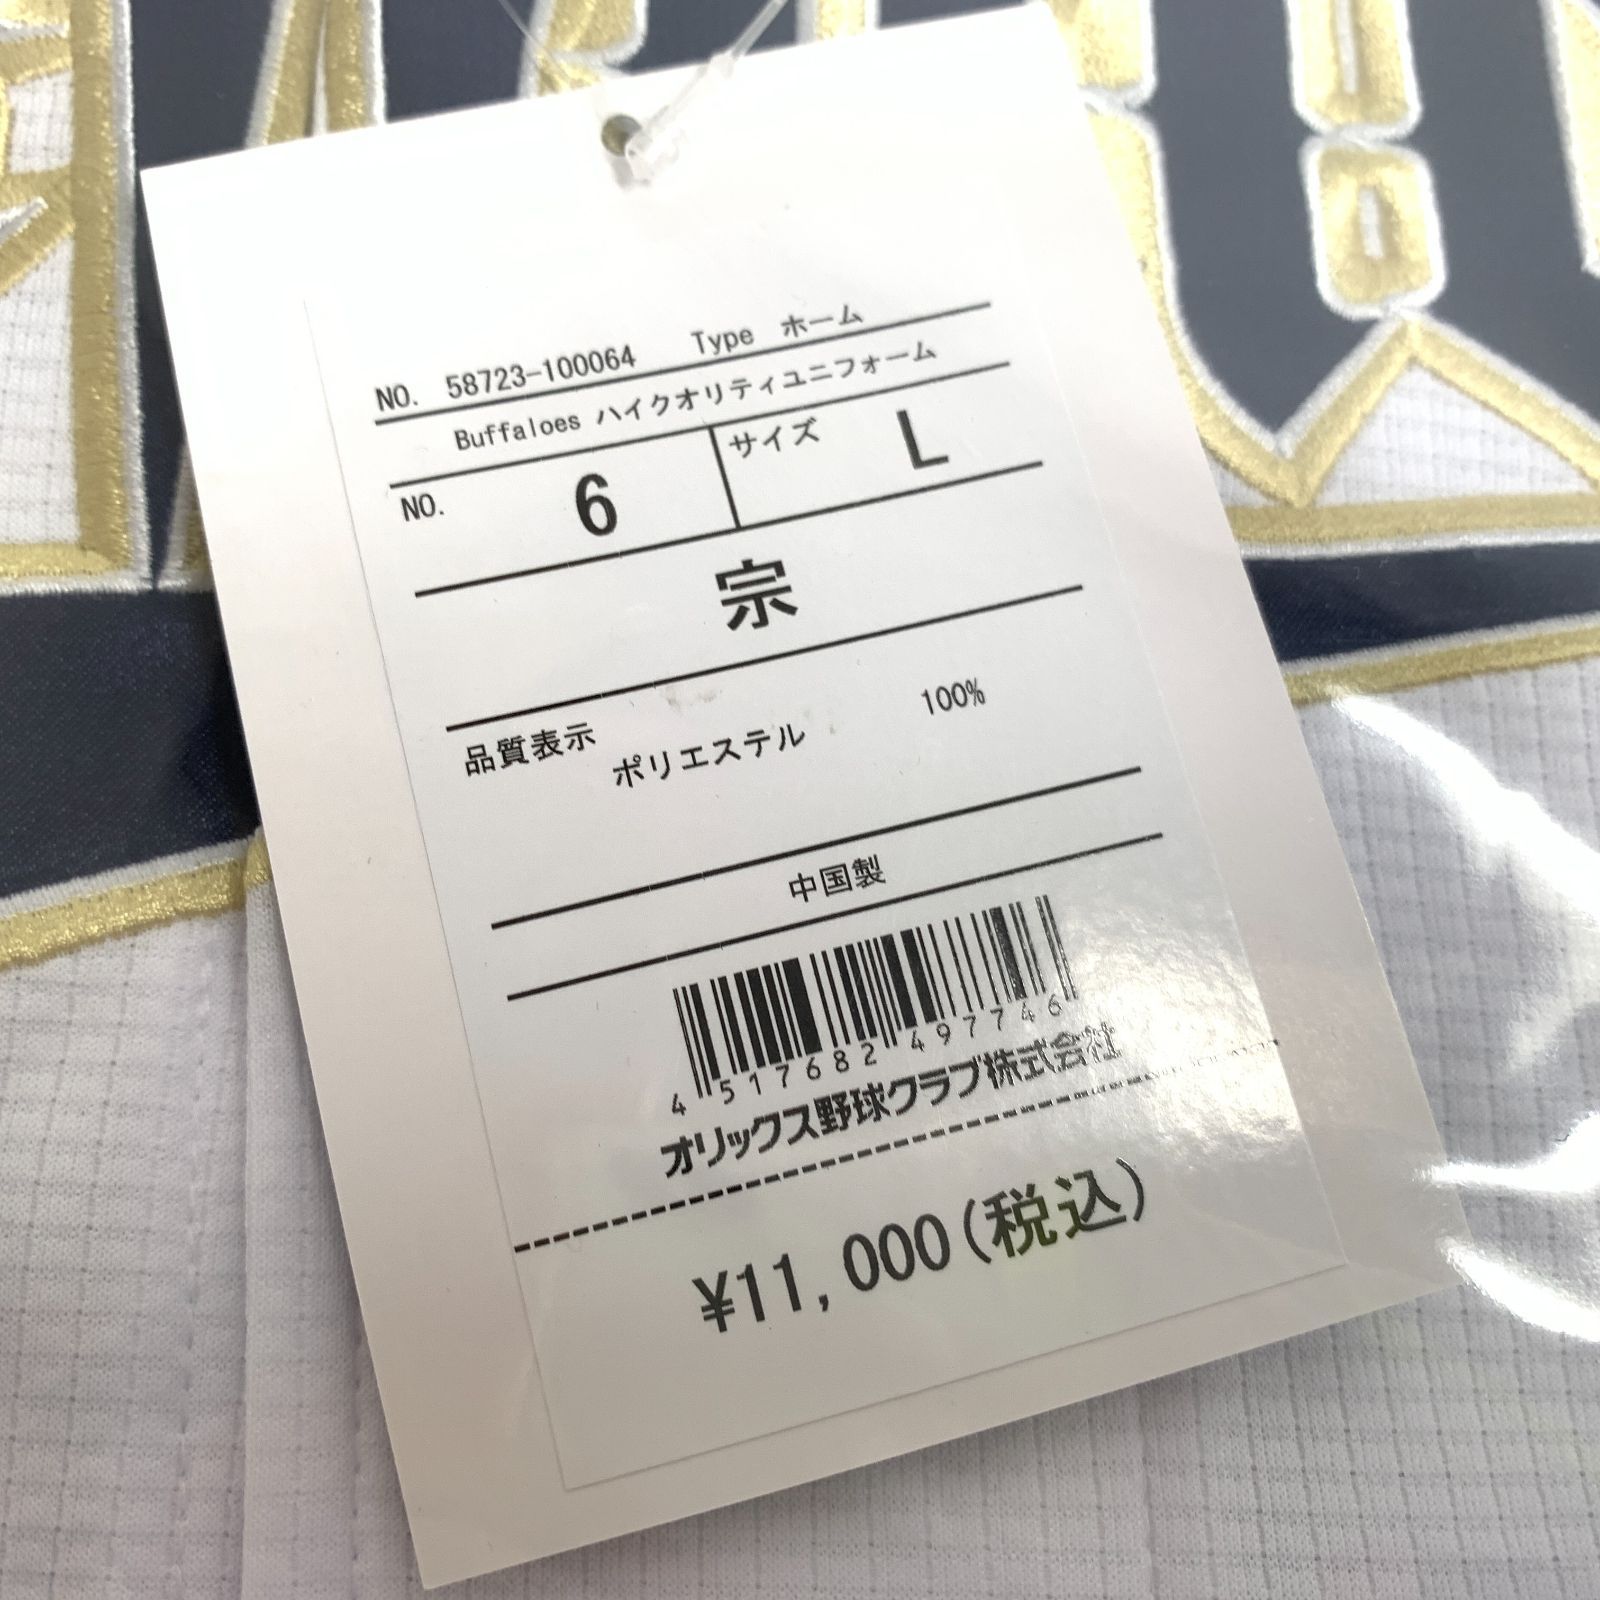 NO. 58723-100064 Type ホーム
Buffaloes ハイクオリティユニフォーム
NO. 6 サイズ L
宗
品質表示
ポリエステル 100%
中国製
4 517682 497746
オリックス野球クラブ株式会社
¥11,000(税込)